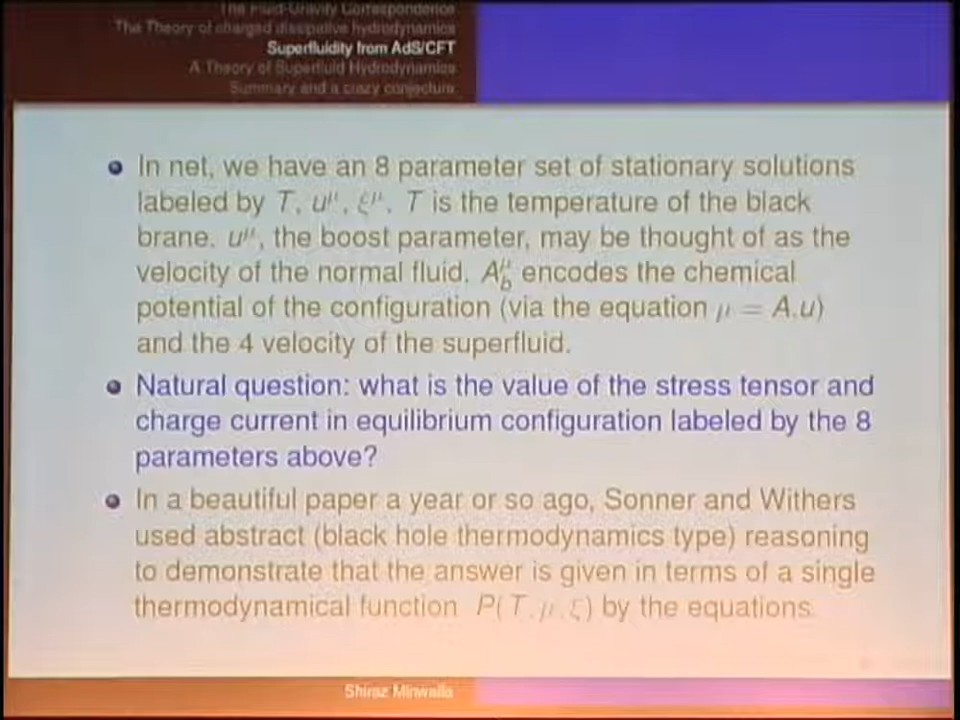 The Fluid-Gravity Correspondence
The Theory of charged dissipative hydrodynamics
Superfluidity from AdS/CFT
A Theory of Superfluid Hydrodynamics
Summary and a crazy conjecture
In net, we have an 8 parameter set of stationary solutions
labeled by T, u^μ, ξ^μ. T is the temperature of the black
brane. u^μ, the boost parameter, may be thought of as the
velocity of the normal fluid. A_b^μ encodes the chemical
potential of the configuration (via the equation μ = A.u)
and the 4 velocity of the superfluid.
Natural question: what is the value of the stress tensor and
charge current in equilibrium configuration labeled by the 8
parameters above?
In a beautiful paper a year or so ago, Sonner and Withers
used abstract (black hole thermodynamics type) reasoning
to demonstrate that the answer is given in terms of a single
thermodynamical function P(T, μ, ξ) by the equations.
Shiraz Minwalla